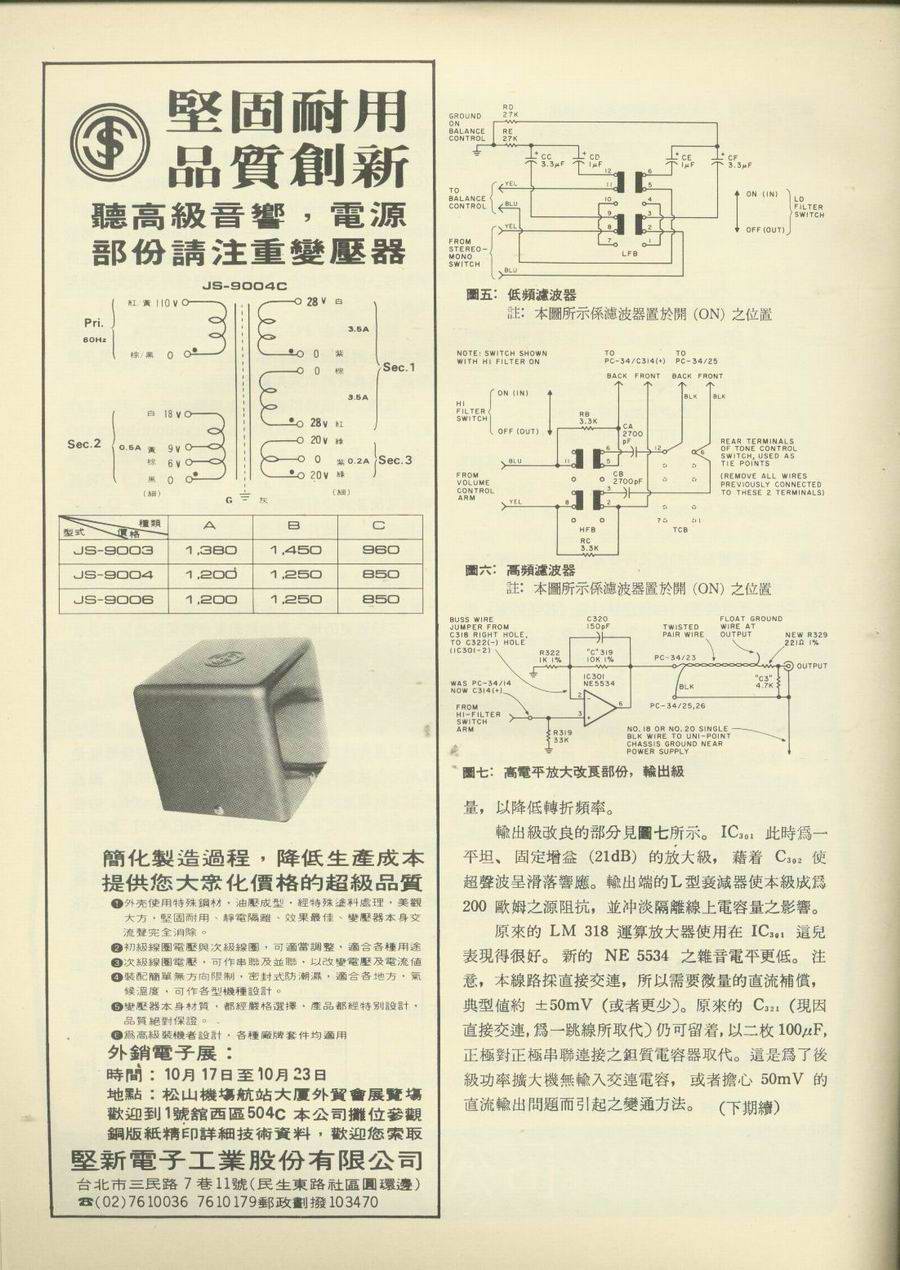 堅固耐用
品質創新
聽高級音響，電源
部份請注重變壓器
JS-9004C
Pri.
60Hz
紅 黃 110V
棕/黑 0
28V 白
3.5A
0 紫
0 棕
3.5A
28V 紅
Sec.1
Sec.2
0.5A
白 18V
黃 9V
棕 6V
黑 0
(細)
20V 綠
0 紫 0.2A
20V 綠
(細)
Sec.3
G 灰
種類
型式 價格
A B C
JS-9003 1,380 1,450 960
JS-9004 1,200 1,250 850
JS-9006 1,200 1,250 850
簡化製造過程，降低生產成本
提供您大眾化價格的超級品質
❶外壳使用特殊鋼材，油壓成型，經特殊塗料處理，美觀
大方，堅固耐用、靜電隔離、效果最佳、變壓器本身交
流聲完全消除。
❷初級線圈電壓與次級線圈，可適當調整，適合各種用途
❸次級線圈電壓，可作串聯及並聯，以改變電壓及電流値
❹裝配簡單無方向限制，密封式防潮濕，適合各地方，氣
候溫度，可作各型機種設計。
❺變壓器本身材質，都經嚴格選擇，產品都經特別設計，
品質絕對保證。
❻爲高級裝機者設計，各種廠牌套件均適用
外銷電子展：
時間：10月17日至10月23日
地點：松山機場航站大厦外貿會展覽場
歡迎到1號舘西區504C 本公司攤位參觀
銅版紙精印詳細技術資料，歡迎您索取
堅新電子工業股份有限公司
台北市三民路7巷11號(民生東路社區圓環邊)
☎(02)7610036 7610179郵政劃撥103470
GROUND
ON
BALANCE
CONTROL
RD
27K
RE
27K
CC
3.3μF
CD
1μF
CE
1μF
CF
3.3μF
TO
BALANCE
CONTROL
YEL
BLU
FROM
STEREO-
MONO
SWITCH
YEL
BLU
12
11
10
9
8
7
6
5
4
3
2
1
LFB
ON (IN)
OFF (OUT)
LO
FILTER
SWITCH
圖五：低頻濾波器
註：本圖所示係濾波器置於開 (ON) 之位置
NOTE: SWITCH SHOWN
WITH HI FILTER ON
TO
PC-34/C314(+)
TO
PC-34/25
BACK FRONT BACK FRONT
BLK
BLK
HI
FILTER
SWITCH
ON (IN)
OFF (OUT)
RB
3.3K
CA
2700
pF
CB
2700pF
FROM
VOLUME
CONTROL
ARM
BLU
YEL
11
6
5
8
3
2
12
6
7
1
HFB
TCB
RC
3.3K
REAR TERMINALS
OF TONE CONTROL
SWITCH, USED AS
TIE POINTS
(REMOVE ALL WIRES
PREVIOUSLY CONNECTED
TO THESE 2 TERMINALS)
圖六：高頻濾波器
註：本圖所示係濾波器置於開 (ON) 之位置
BUSS WIRE
JUMPER FROM
C318 RIGHT HOLE,
TO C322(-) HOLE
(IC301-2)
C320
150pF
R322
1K 1%
"C"319
10K 1%
IC301
NE5534
2
3
6
TWISTED
PAIR WIRE
FLOAT GROUND
WIRE AT
OUTPUT
NEW R329
221Ω 1%
PC-34/23
OUTPUT
BLK
"C3"
4.7K
PC-34/25,26
WAS PC-34/14
NOW C314(+)
FROM
HI-FILTER
SWITCH
ARM
R319
33K
NO. 18 OR NO. 20 SINGLE
BLK WIRE TO UNI-POINT
CHASSIS GROUND NEAR
POWER SUPPLY
圖七：高電平放大改良部份，輸出級
量，以降低轉折頻率。
輸出級改良的部分見圖七所示。IC₃₀₁ 此時爲一
平坦、固定增益 (21dB) 的放大級，藉着 C₃₀₂ 使
超聲波呈滑落響應。輸出端的L型衰減器使本級成爲
200 歐姆之源阻抗，並沖淡隔離線上電容量之影響。
原來的 LM 318 運算放大器使用在 IC₃₀₁ 這兒
表現得很好。新的 NE 5534 之雜音電平更低。注
意，本線路採直接交連，所以需要微量的直流補償，
典型値約 ±50mV (或者更少)。原來的 C₃₂₁ (現因
直接交連，爲一跳線所取代) 仍可留着，以二枚 100μF，
正極對正極串聯連接之鉭質電容器取代。這是爲了後
級功率擴大機無輸入交連電容，或者擔心 50mV 的
直流輸出問題而引起之變通方法。 (下期續)